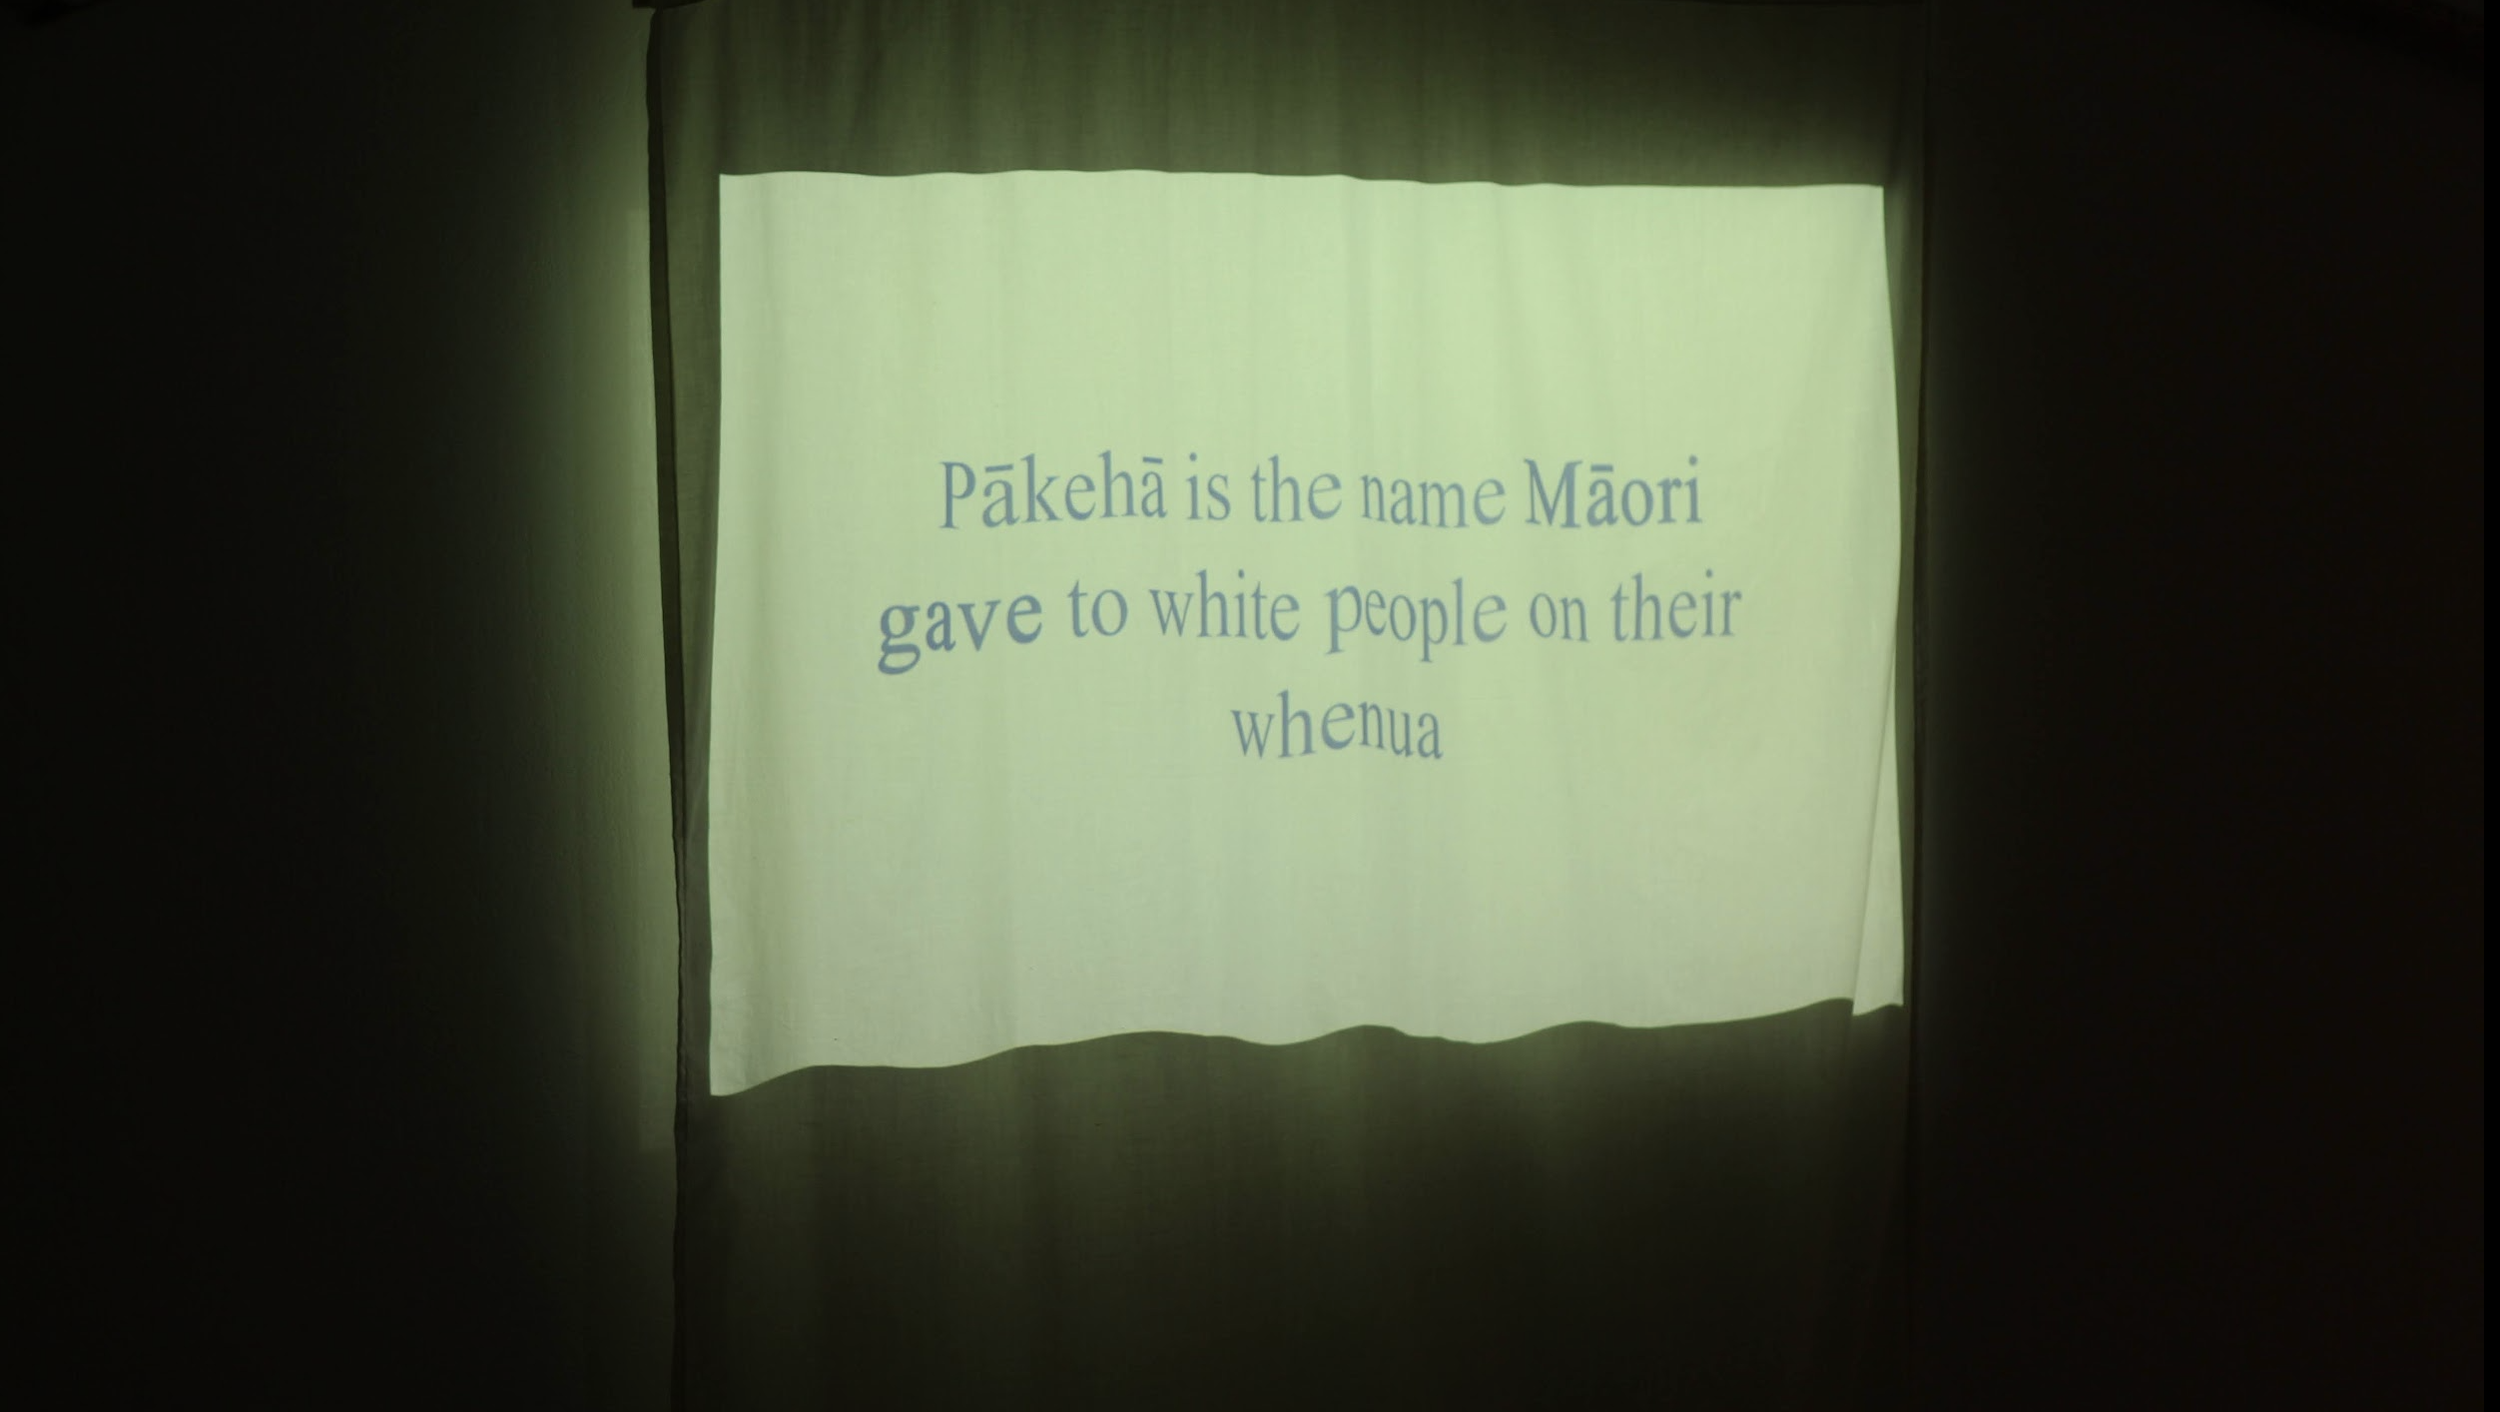 Pākehā is the name Māori
gave to white people on their
whenua